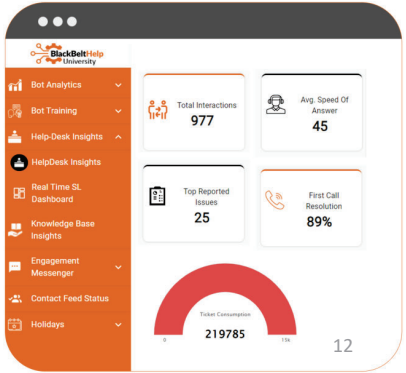 BlackBeltHelp
University
Bot Analytics
Bot Training
Help-Desk Insights
HelpDesk Insights
Real Time SL
Dashboard
Knowledge Base
Insights
Engagement
Messenger
Contact Feed Status
Holidays
Total Interactions
977
Avg. Speed Of
Answer
45
Top Reported
Issues
25
First Call
Resolution
89%
Ticket Consumption
219785
0
15k
12